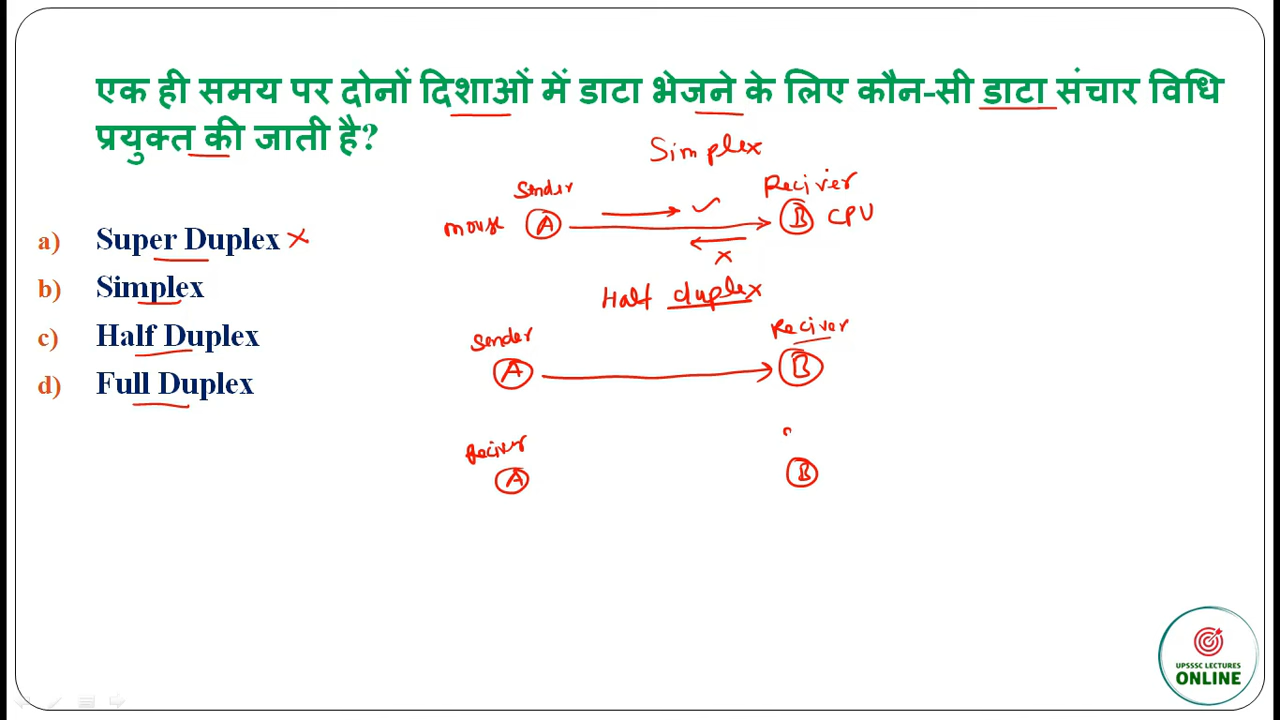 एक ही समय पर दोनों दिशाओं में डाटा भेजने के लिए कौन-सी डाटा संचार विधि
प्रयुक्त की जाती है?
Simplex
Sender
Reciver
mouse A
B CPU
a) Super Duplex x
b) Simplex
x
Half duplex
c) Half Duplex
Sender
Reciver
A
B
d) Full Duplex
Reciver
A
B
UPSSSC LECTURES
ONLINE